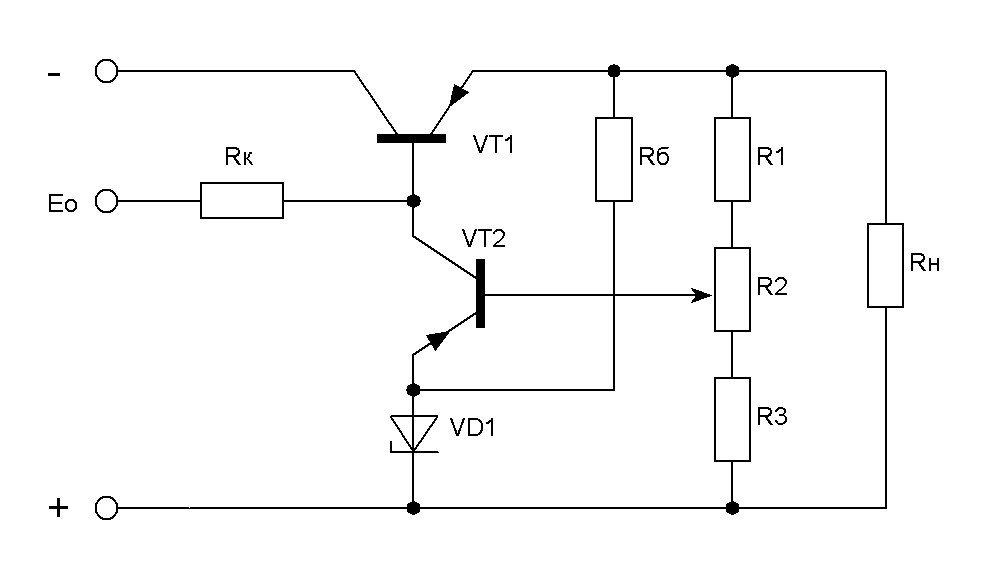 -
Rк
VT1
Rб
R1
Eo
VT2
R2
Rн
R3
VD1
+